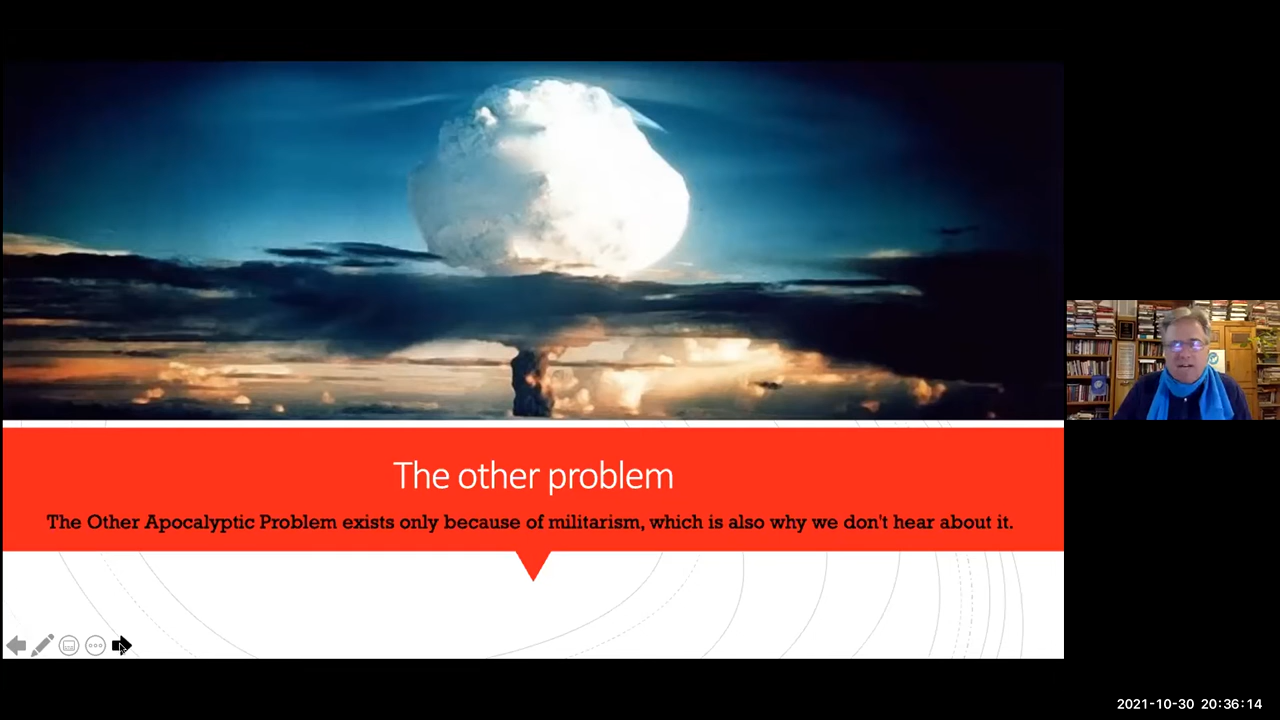 The other problem
The Other Apocalyptic Problem exists only because of militarism, which is also why we don't hear about it.
2021-10-30 20:36:14